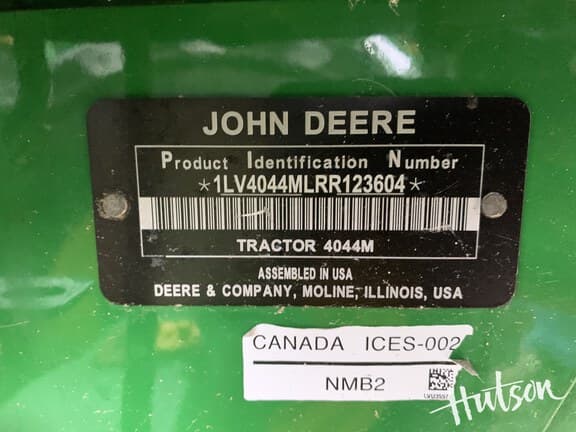 JOHN DEERE
Product Identification Number
*1LV4044MLRR123604*
TRACTOR 4044M
ASSEMBLED IN USA
DEERE & COMPANY, MOLINE, ILLINOIS, USA
CANADA ICES-002
NMB2
Hutson